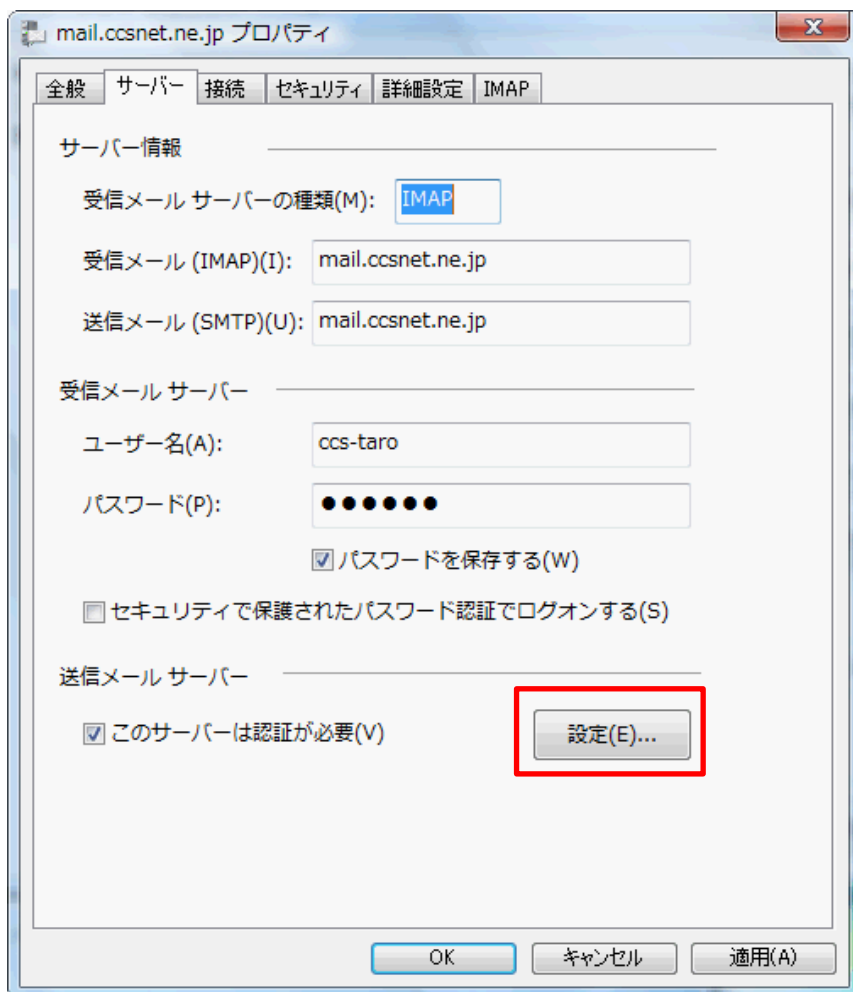 mail.ccsnet.ne.jp プロパティ
全般 サーバー 接続 セキュリティ 詳細設定 IMAP
サーバー情報
受信メール サーバーの種類(M): IMAP
受信メール (IMAP)(I): mail.ccsnet.ne.jp
送信メール (SMTP)(U): mail.ccsnet.ne.jp
受信メール サーバー
ユーザー名(A): ccs-taro
パスワード(P): ●●●●●●
パスワードを保存する(W)
セキュリティで保護されたパスワード認証でログオンする(S)
送信メール サーバー
このサーバーは認証が必要(V) 設定(E)...
OK キャンセル 適用(A)